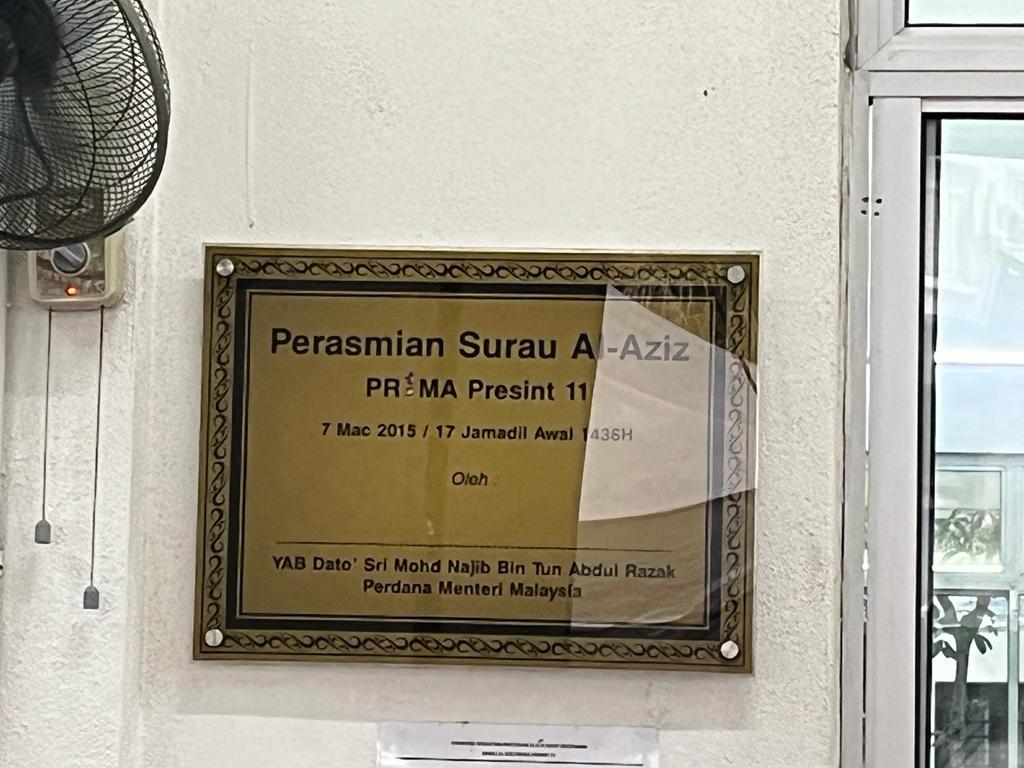 Perasmian Surau Al-Aziz
PR1MA Presint 11
7 Mac 2015 / 17 Jamadil Awal 1436H
Oleh
YAB Dato' Sri Mohd Najib Bin Tun Abdul Razak
Perdana Menteri Malaysia